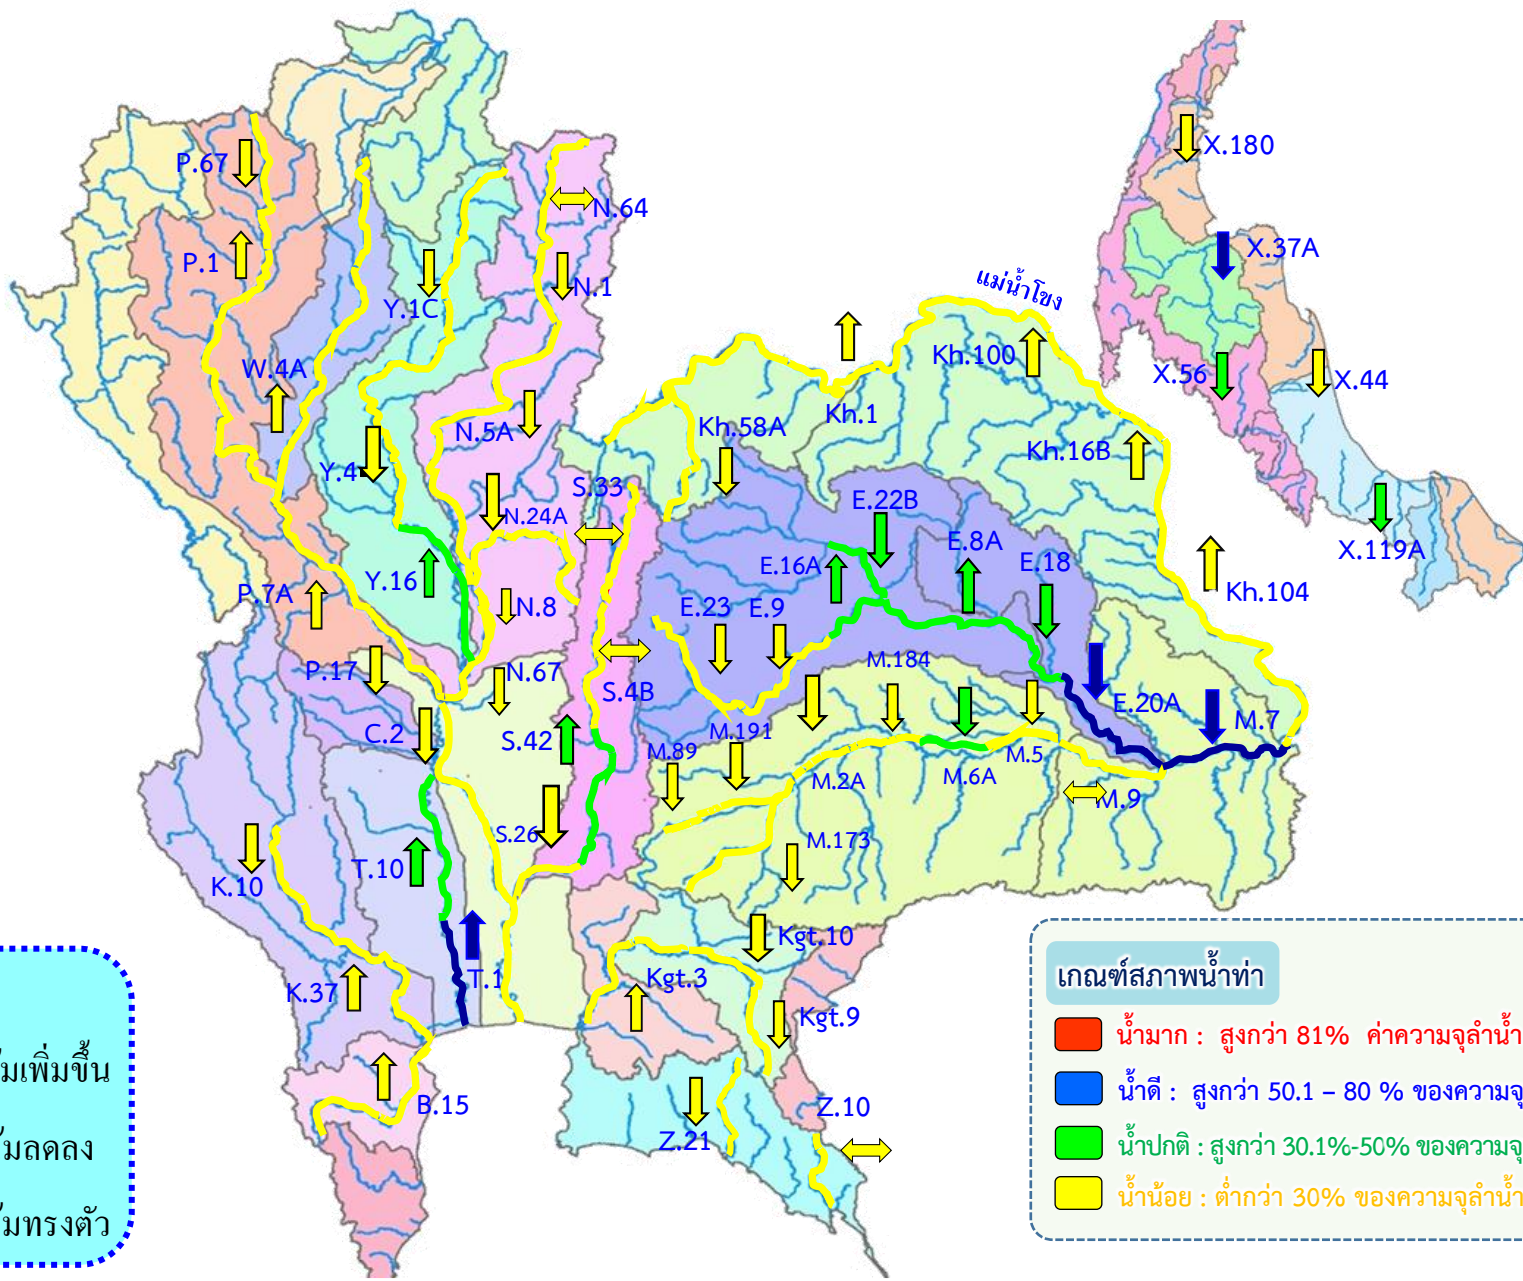 P.67
X.180
N.64
X.37A
P.1
N.1
แม่น้ำโขง
Y.1C
Kh.100
W.4A
X.56
X.44
Kh.1
N.5A
Kh.58A
Kh.16B
Y.4
S.33
E.22B
N.24A
E.8A
X.119A
E.16A
E.18
Y.16
P.7A
Kh.104
N.8
E.23
E.9
M.184
P.17
N.67
S.4B
E.20A
M.7
C.2
S.42
M.191
M.89
M.5
M.2A
M.6A
M.9
S.26
M.173
T.10
K.10
Kgt.10
T.1
Kgt.3
K.37
Kgt.9
B.15
Z.10
Z.21
เกณฑ์สภาพน้ำท่า
น้ำมาก : สูงกว่า 81% ค่าความจุลำน้ำ
น้ำดี : สูงกว่า 50.1 – 80 % ของความจุ
น้ำปกติ : สูงกว่า 30.1%-50% ของความจุ
น้ำน้อย : ต่ำกว่า 30% ของความจุลำน้ำ
มเพิ่มขึ้น
มลดลง
มทรงตัว